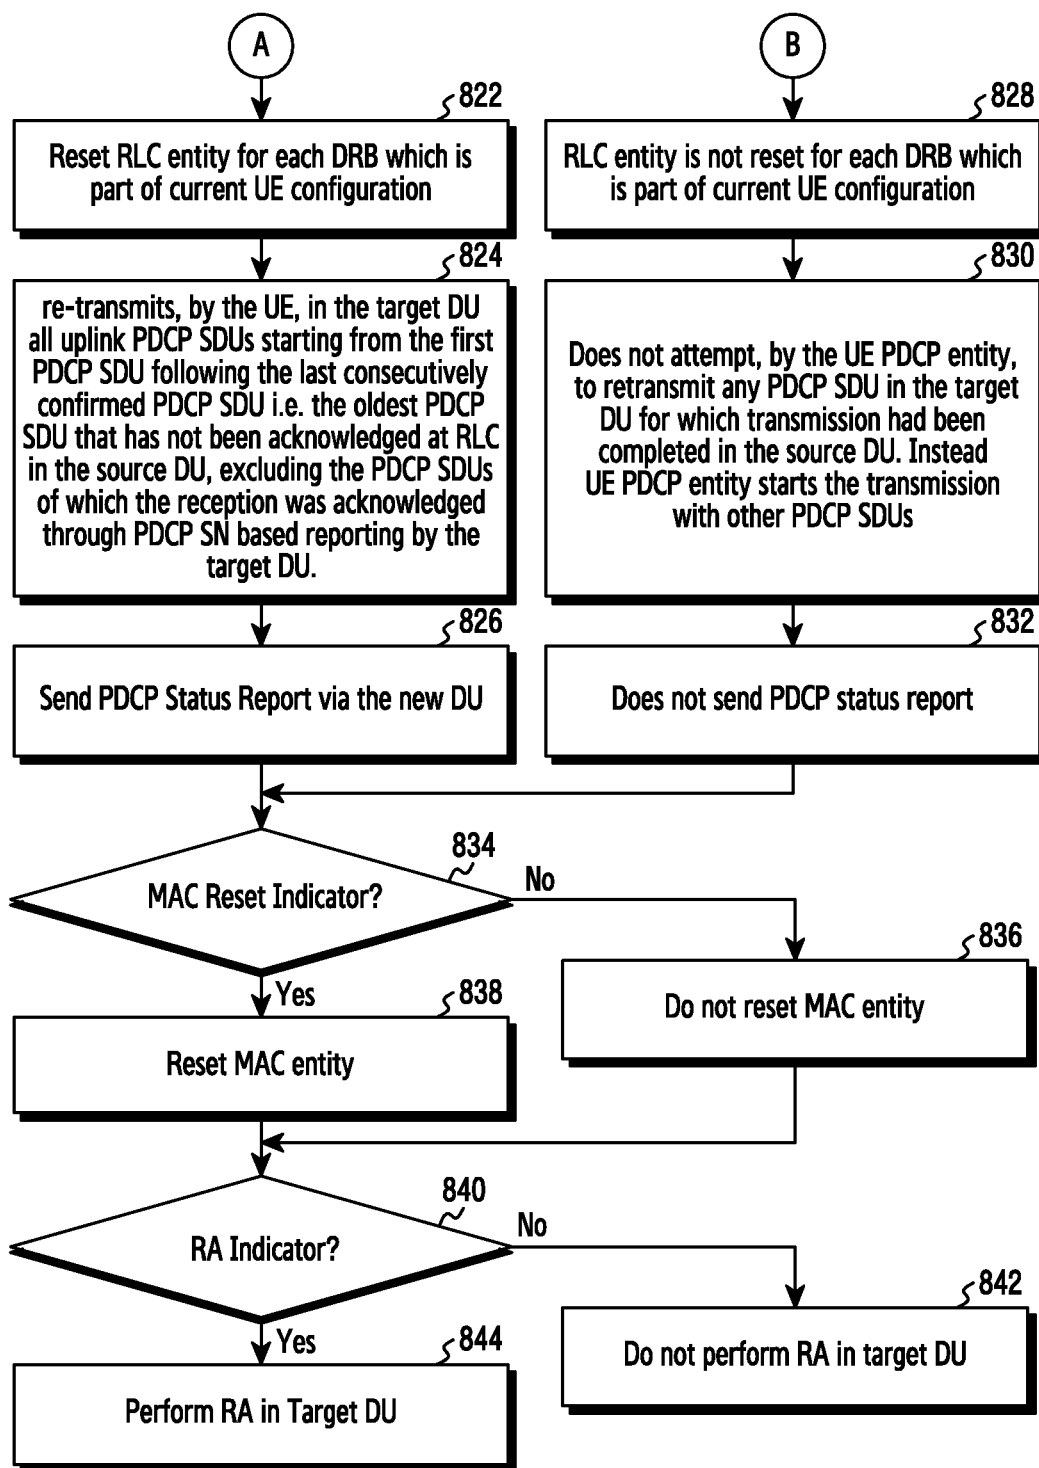 A
822
Reset RLC entity for each DRB which is
part of current UE configuration
824
re-transmits, by the UE, in the target DU
all uplink PDCP SDUs starting from the first
PDCP SDU following the last consecutively
confirmed PDCP SDU i.e. the oldest PDCP
SDU that has not been acknowledged at RLC
in the source DU, excluding the PDCP SDUs
of which the reception was acknowledged
through PDCP SN based reporting by the
target DU.
826
Send PDCP Status Report via the new DU
B
828
RLC entity is not reset for each DRB which
is part of current UE configuration
830
Does not attempt, by the UE PDCP entity,
to retransmit any PDCP SDU in the target
DU for which transmission had been
completed in the source DU. Instead
UE PDCP entity starts the transmission
with other PDCP SDUs
832
Does not send PDCP status report
834
MAC Reset Indicator?
No
836
Do not reset MAC entity
Yes
838
Reset MAC entity
840
RA Indicator?
No
842
Do not perform RA in target DU
Yes
844
Perform RA in Target DU